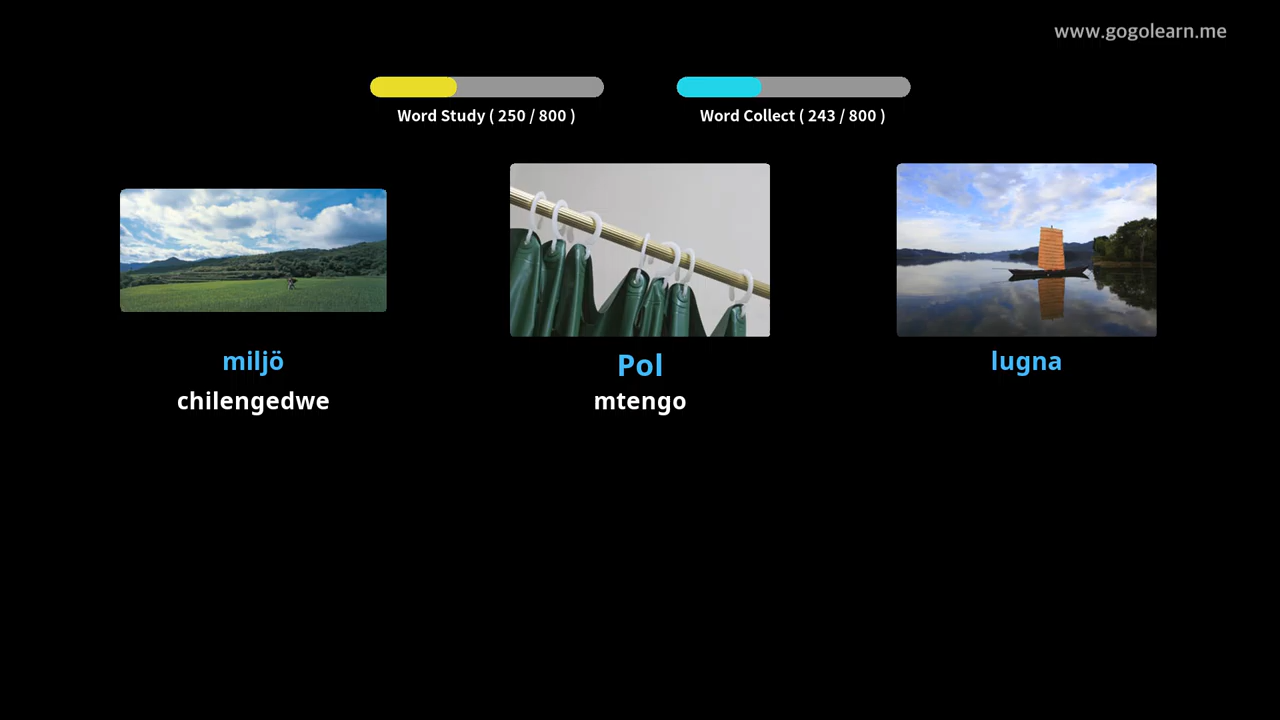 www.gogolearn.me
Word Study ( 250 / 800 )
Word Collect ( 243 / 800 )
miljö
chilengedwe
Pol
mtengo
lugna